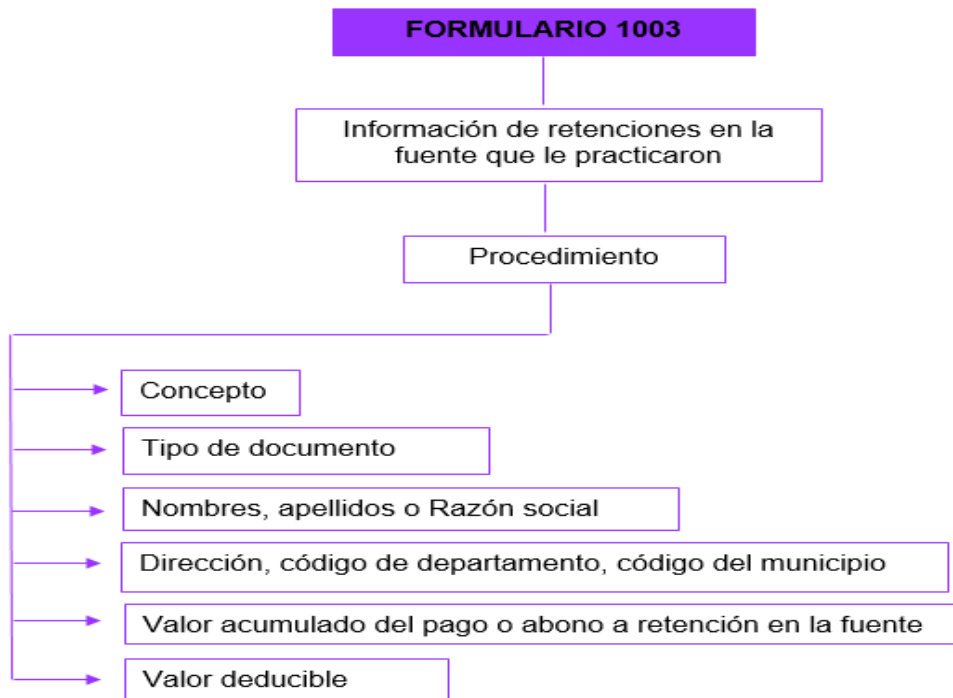 FORMULARIO 1003
Información de retenciones en la
fuente que le practicaron
Procedimiento
Concepto
Tipo de documento
Nombres, apellidos o Razón social
Dirección, código de departamento, código del municipio
Valor acumulado del pago o abono a retención en la fuente
Valor deducible